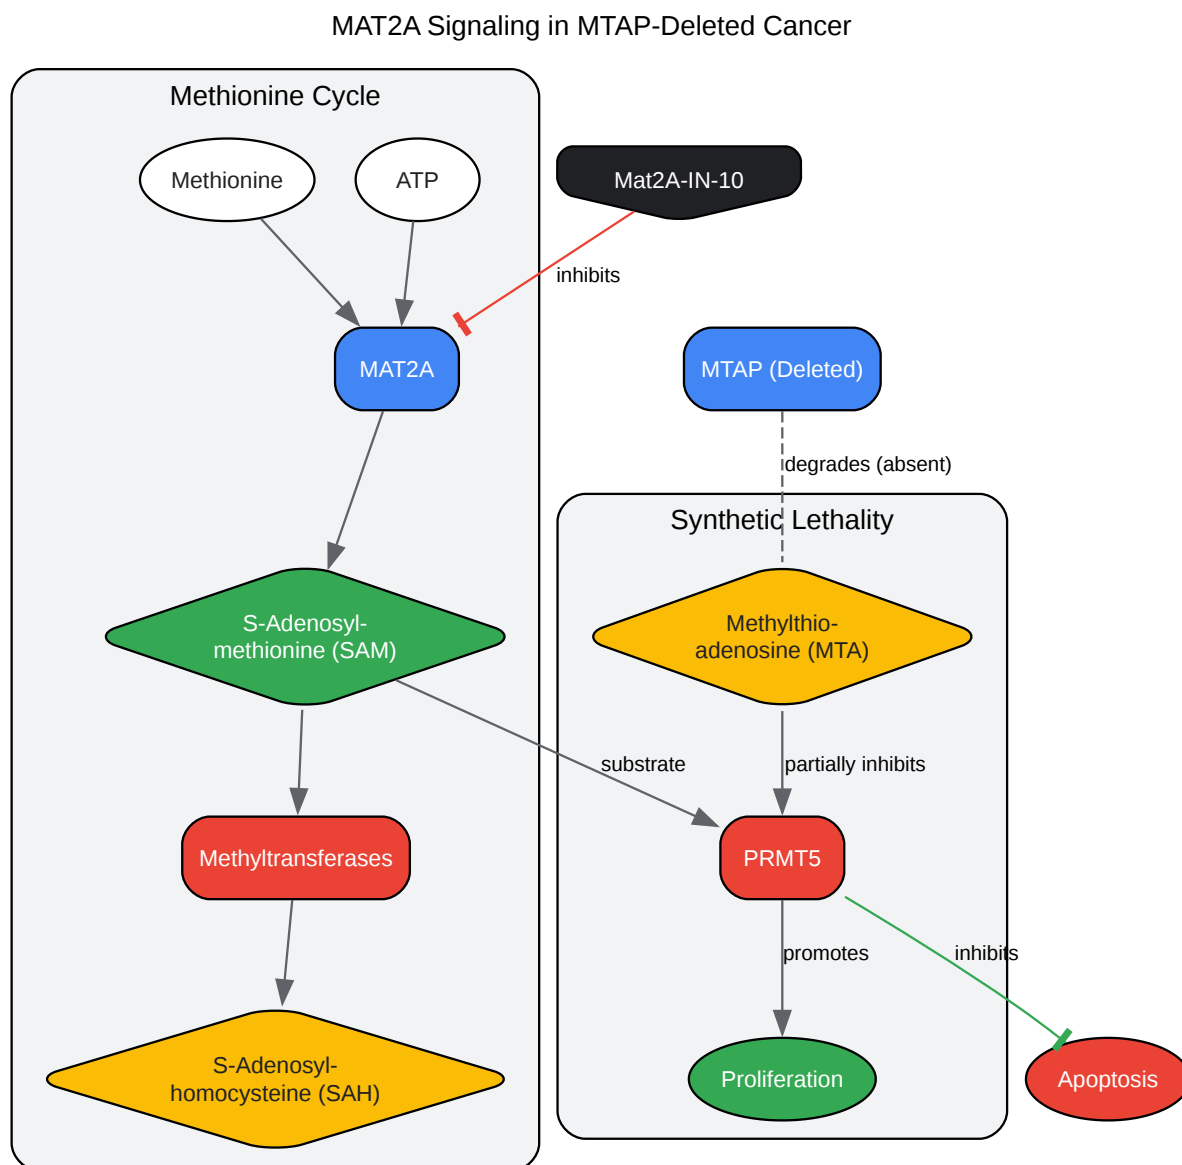 MAT2A Signaling in MTAP-Deleted Cancer
Methionine Cycle
Methionine
ATP
Mat2A-IN-10
inhibits
MAT2A
MTAP (Deleted)
degrades (absent)
Synthetic Lethality
S-Adenosyl-
methionine (SAM)
Methylthio-
adenosine (MTA)
substrate
partially inhibits
Methyltransferases
PRMT5
promotes
inhibits
S-Adenosyl-
homocysteine (SAH)
Proliferation
Apoptosis